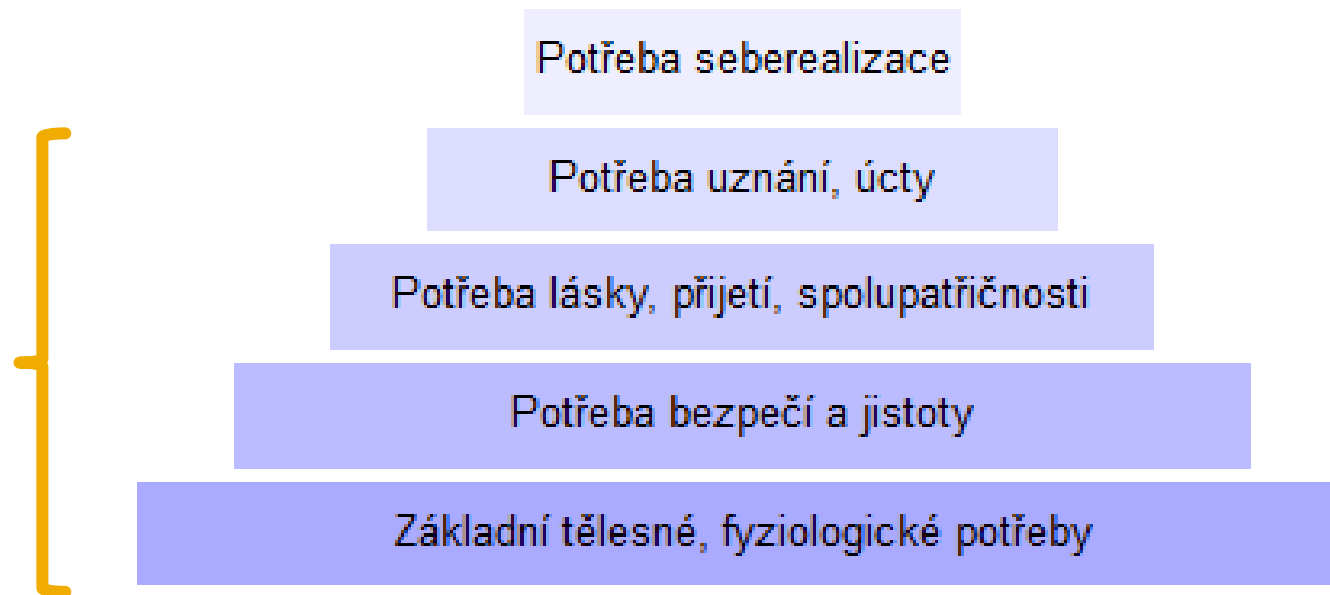 Potřeba seberealizace
Potřeba uznání, úcty
Potřeba lásky, přijetí, spolupatřičnosti
Potřeba bezpečí a jistoty
Základní tělesné, fyziologické potřeby